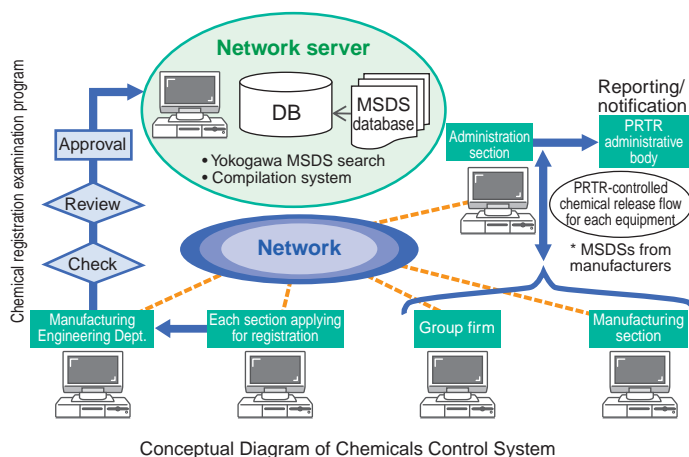 Chemical registration examination program
Network server
DB
MSDS
database
• Yokogawa MSDS search
• Compilation system
Approval
Review
Check
Reporting/
notification
Administration
section
PRTR
administrative
body
PRTR-controlled
chemical release flow
for each equipment
* MSDSs from
manufacturers
Network
Manufacturing
Engineering Dept.
Each section applying
for registration
Group firm
Manufacturing
section
Conceptual Diagram of Chemicals Control System